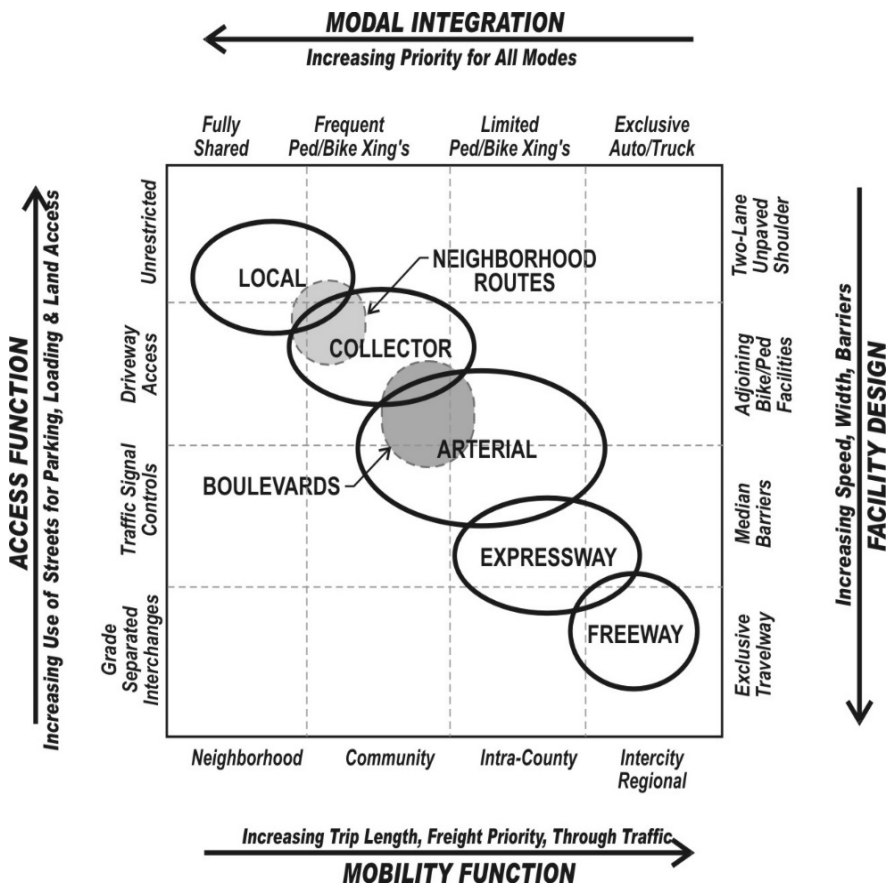 MODAL INTEGRATION
Increasing Priority for All Modes
Fully
Shared
Frequent
Ped/Bike Xing's
Limited
Ped/Bike Xing's
Exclusive
Auto/Truck
ACCESS FUNCTION
Increasing Use of Streets for Parking, Loading & Land Access
Unrestricted
Driveway
Access
Traffic Signal
Controls
Grade
Separated
Interchanges
LOCAL
NEIGHBORHOOD
ROUTES
COLLECTOR
ARTERIAL
BOULEVARDS
EXPRESSWAY
FREEWAY
Two-Lane
Unpaved
Shoulder
Adjoining
Bike/Ped
Facilities
Median
Barriers
Exclusive
Travelway
Increasing Speed, Width, Barriers
FACILITY DESIGN
Neighborhood
Community
Intra-County
Intercity
Regional
Increasing Trip Length, Freight Priority, Through Traffic
MOBILITY FUNCTION